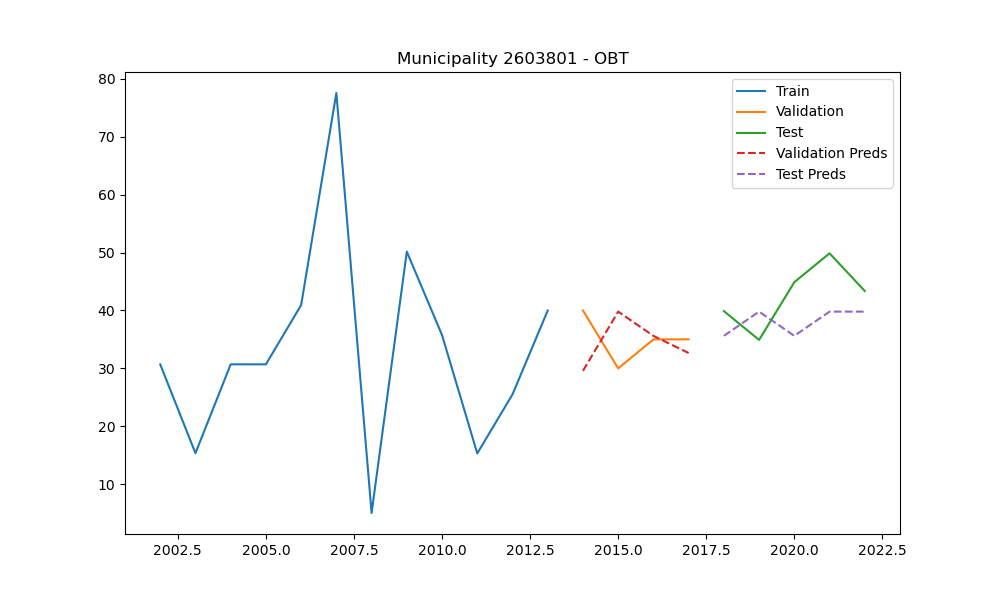 Municipality 2603801 - OBT
80
70
60
50
40
30
20
10
2002.5 2005.0 2007.5 2010.0 2012.5 2015.0 2017.5 2020.0 2022.5
Train
Validation
Test
Validation Preds
Test Preds